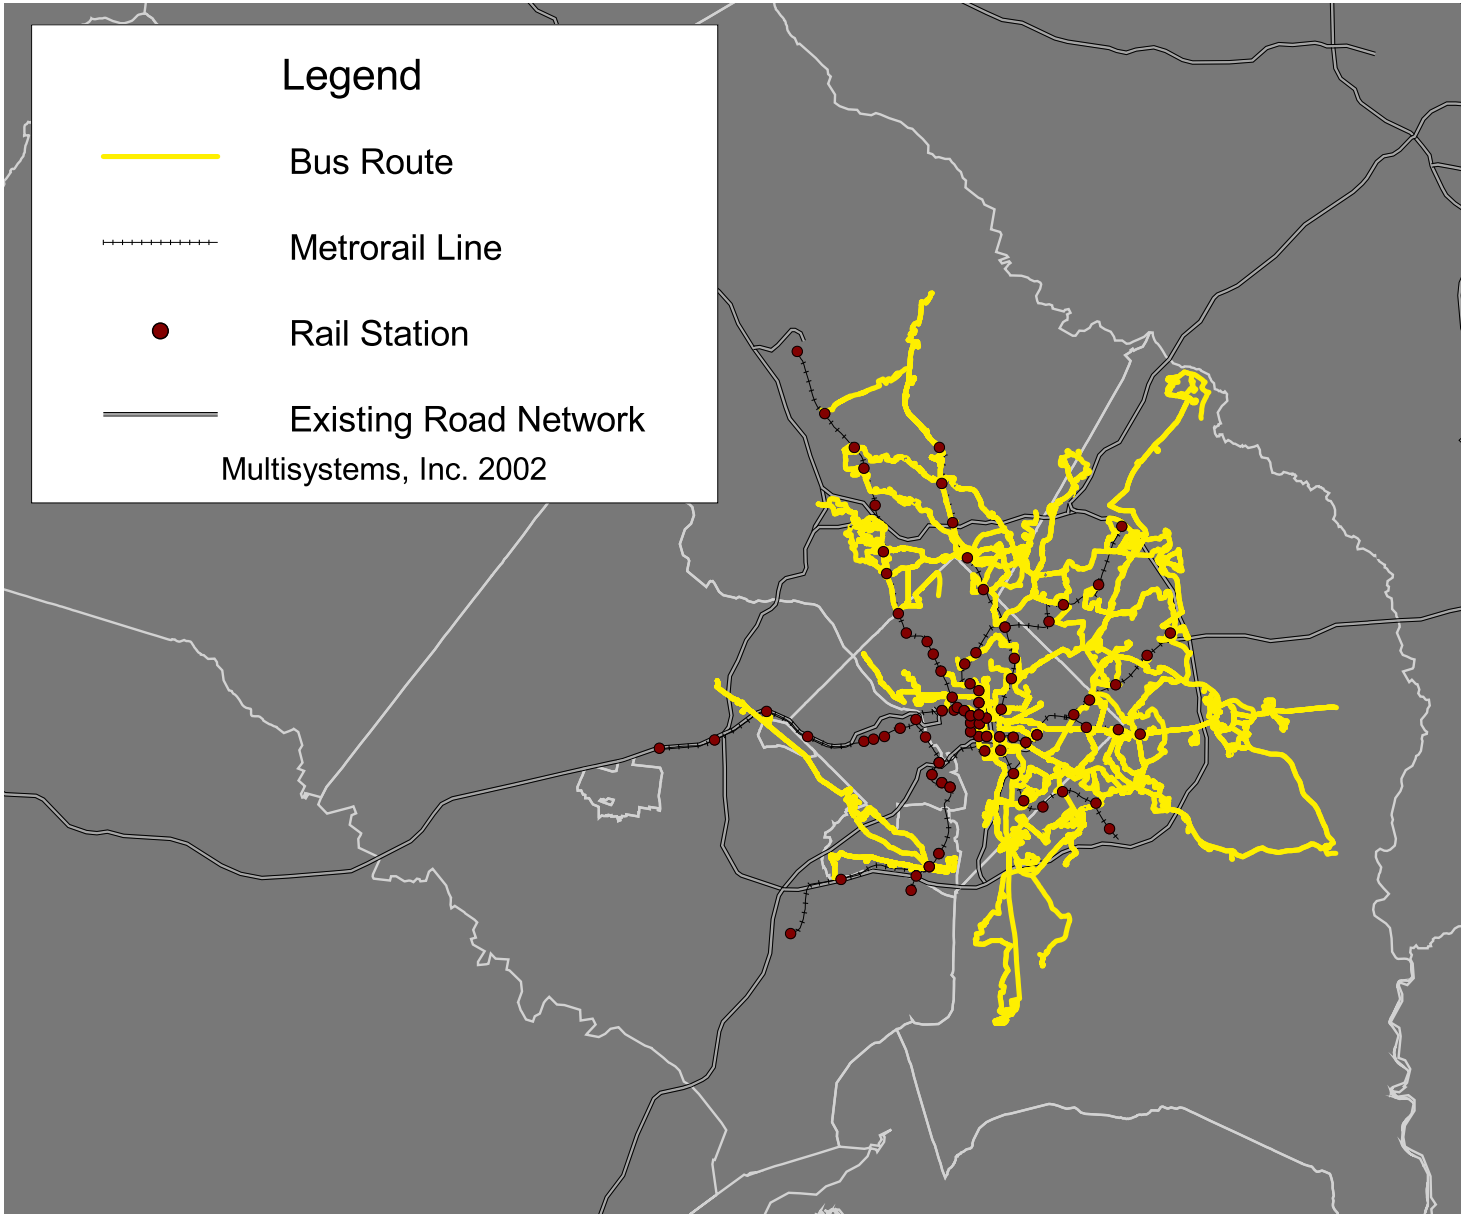 Legend
Bus Route
Metrorail Line
Rail Station
Existing Road Network
Multisystems, Inc. 2002